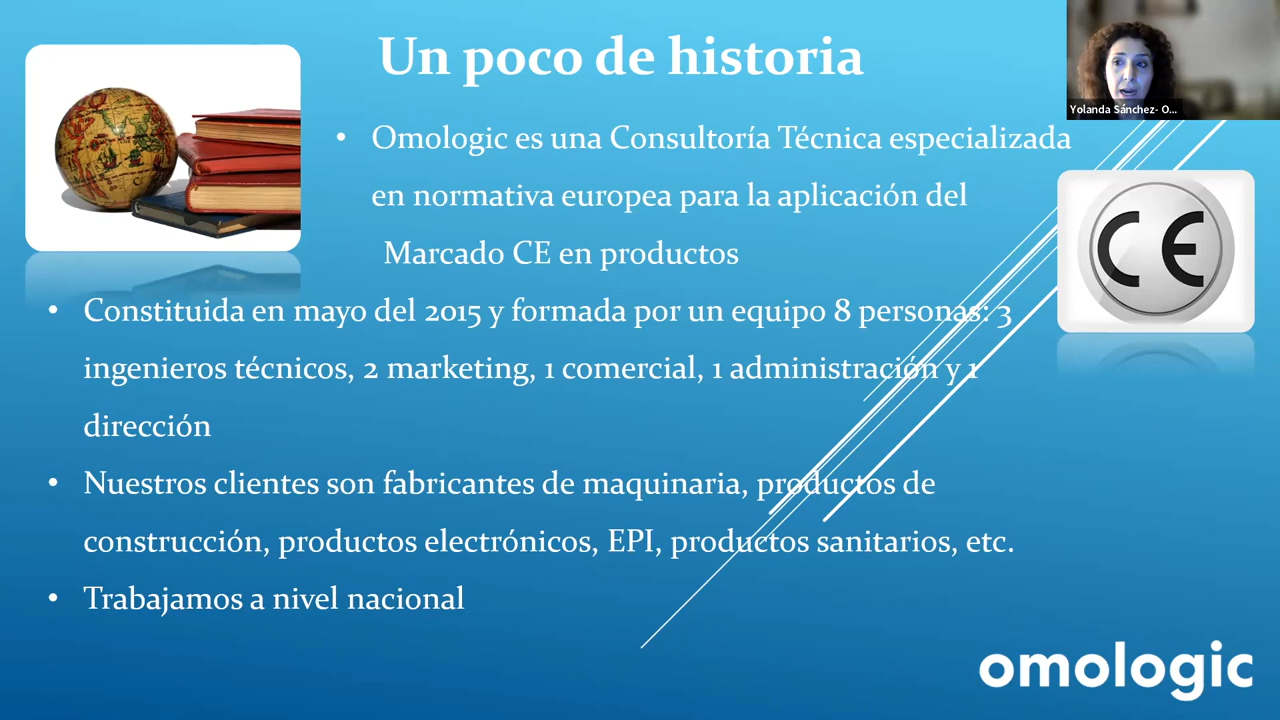 Un poco de historia
Yolanda Sánchez- O...
• Omologic es una Consultoría Técnica especializada
en normativa europea para la aplicación del
Marcado CE en productos
CE
• Constituida en mayo del 2015 y formada por un equipo 8 personas: 3
ingenieros técnicos, 2 marketing, 1 comercial, 1 administración y 1
dirección
• Nuestros clientes son fabricantes de maquinaria, productos de
construcción, productos electrónicos, EPI, productos sanitarios, etc.
• Trabajamos a nivel nacional
omologic